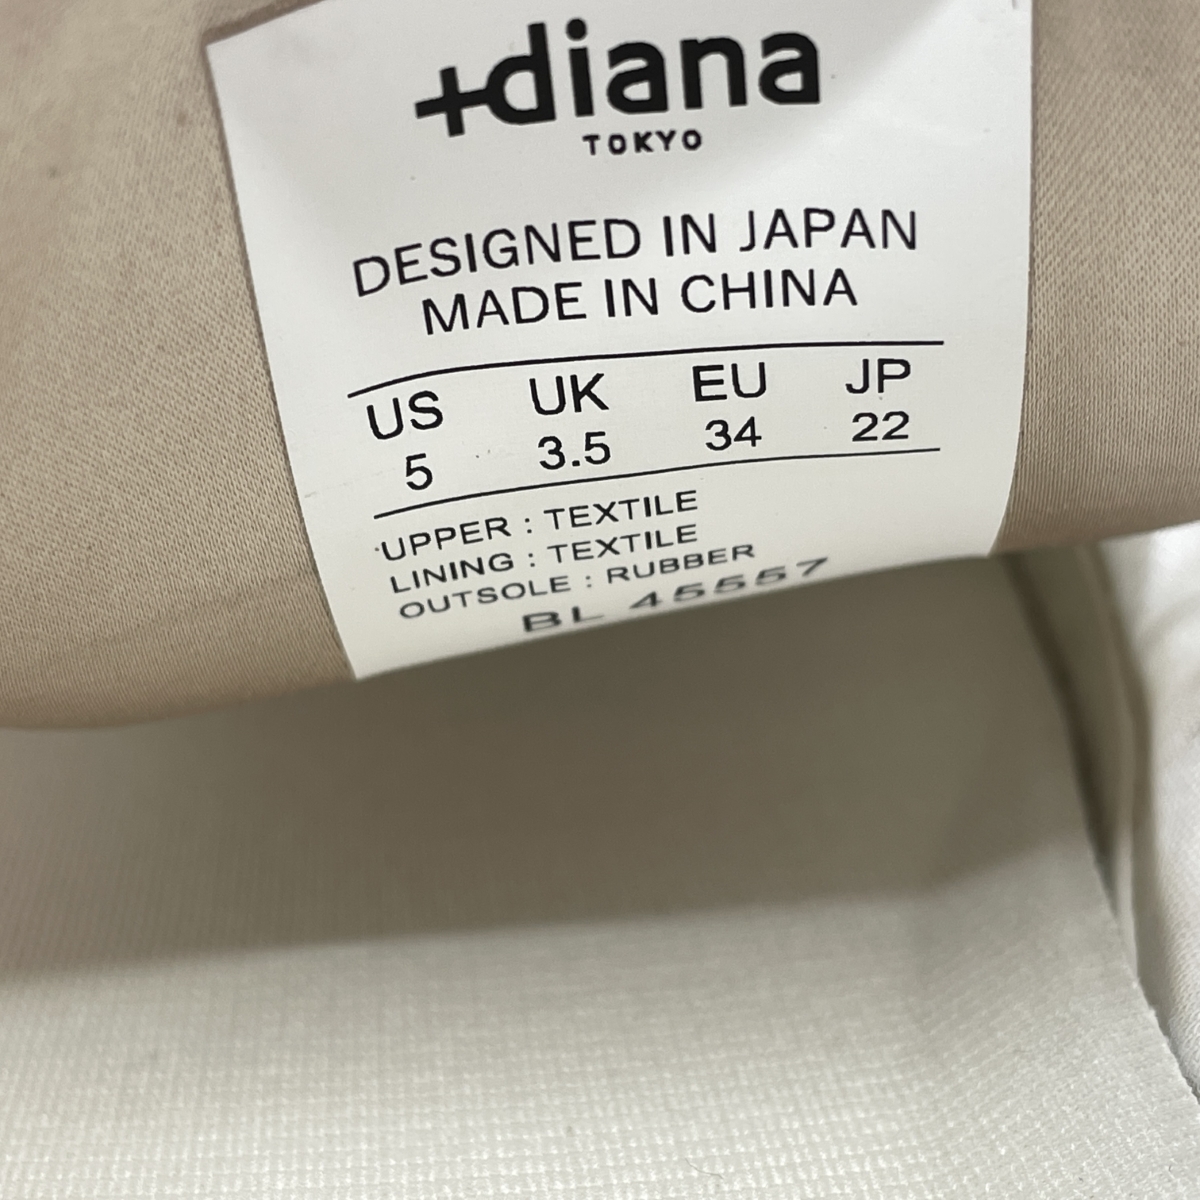 +diana
TOKYO
DESIGNED IN JAPAN
MADE IN CHINA
US UK EU JP
5 3.5 34 22
UPPER : TEXTILE
LINING : TEXTILE
OUTSOLE : RUBBER
BL 45557